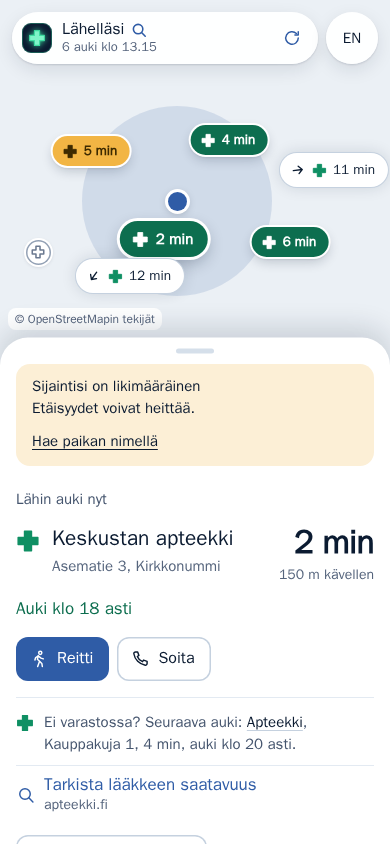 Lähelläsi
6 auki klo 13.15
EN
4 min
5 min
11 min
2 min
6 min
12 min
© OpenStreetMapin tekijät
Sijaintisi on likimääräinen
Etäisyydet voivat heittää.
Hae paikan nimellä
Lähin auki nyt
Keskustan apteekki
2 min
Asematie 3, Kirkkonummi
150 m kävellen
Auki klo 18 asti
Reitti
Soita
Ei varastossa? Seuraava auki: Apteekki,
Kauppakuja 1, 4 min, auki klo 20 asti.
Tarkista lääkkeen saatavuus
apteekki.fi